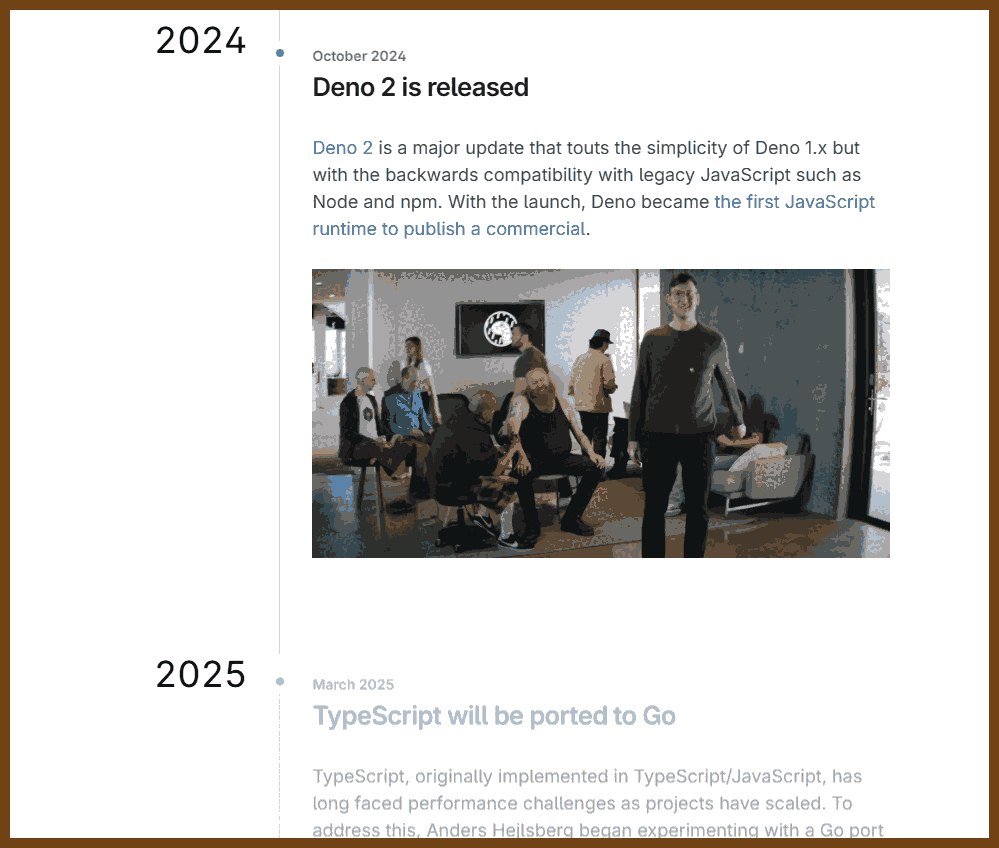 2024
October 2024
Deno 2 is released
Deno 2 is a major update that touts the simplicity of Deno 1.x but
with the backwards compatibility with legacy JavaScript such as
Node and npm. With the launch, Deno became the first JavaScript
runtime to publish a commercial.
2025
March 2025
TypeScript will be ported to Go
TypeScript, originally implemented in TypeScript/JavaScript, has
long faced performance challenges as projects have scaled. To
address this, Anders Hejlsberg began experimenting with a Go port